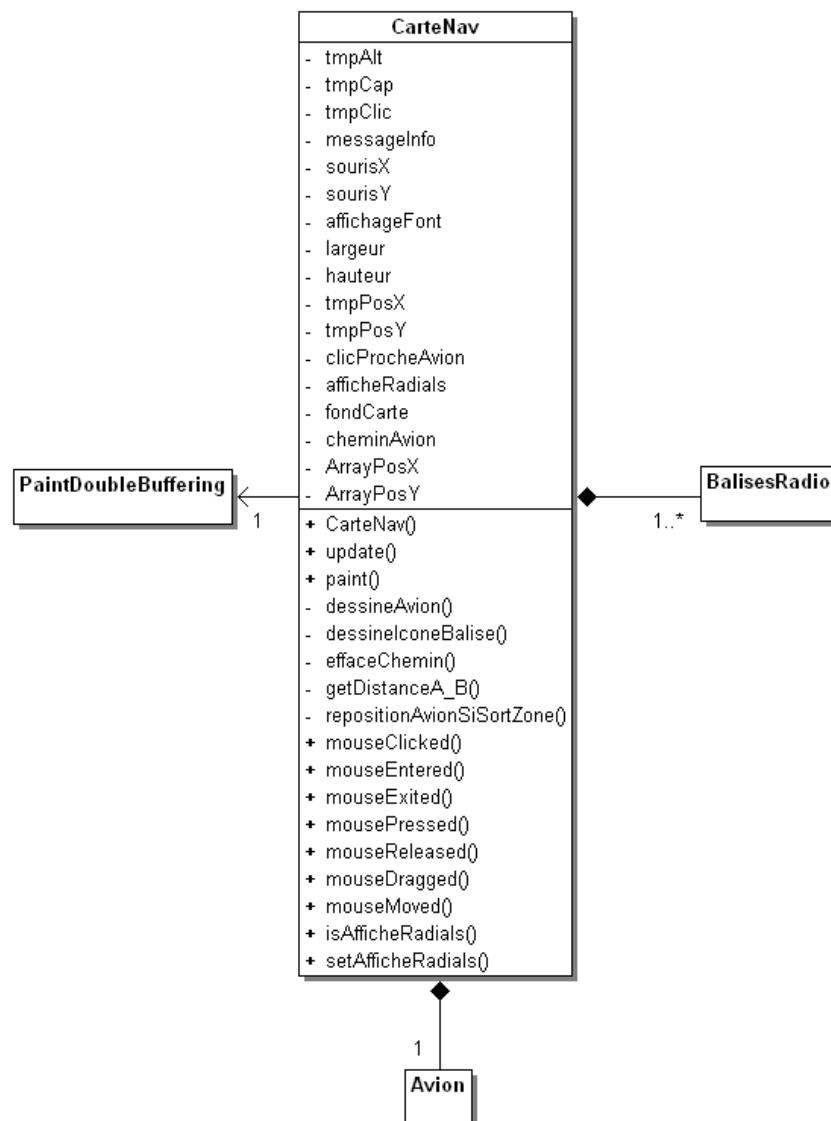 CarteNav
- tmpAlt
- tmpCap
- tmpClic
- messageInfo
- sourisX
- sourisY
- affichageFont
- largeur
- hauteur
- tmpPosX
- tmpPosY
- clicProcheAvion
- afficheRadials
- fondCarte
- cheminAvion
- ArrayPosX
- ArrayPosY
+ CarteNav()
+ update()
+ paint()
- dessineAvion()
- dessineIconeBalise()
- effaceChemin()
- getDistanceA_B()
- repositionAvionSiSortZone()
+ mouseClicked()
+ mouseEntered()
+ mouseExited()
+ mousePressed()
+ mouseReleased()
+ mouseDragged()
+ mouseMoved()
+ isAfficheRadials()
+ setAfficheRadials()
PaintDoubleBuffering
1
BalisesRadio
1..*
1
Avion